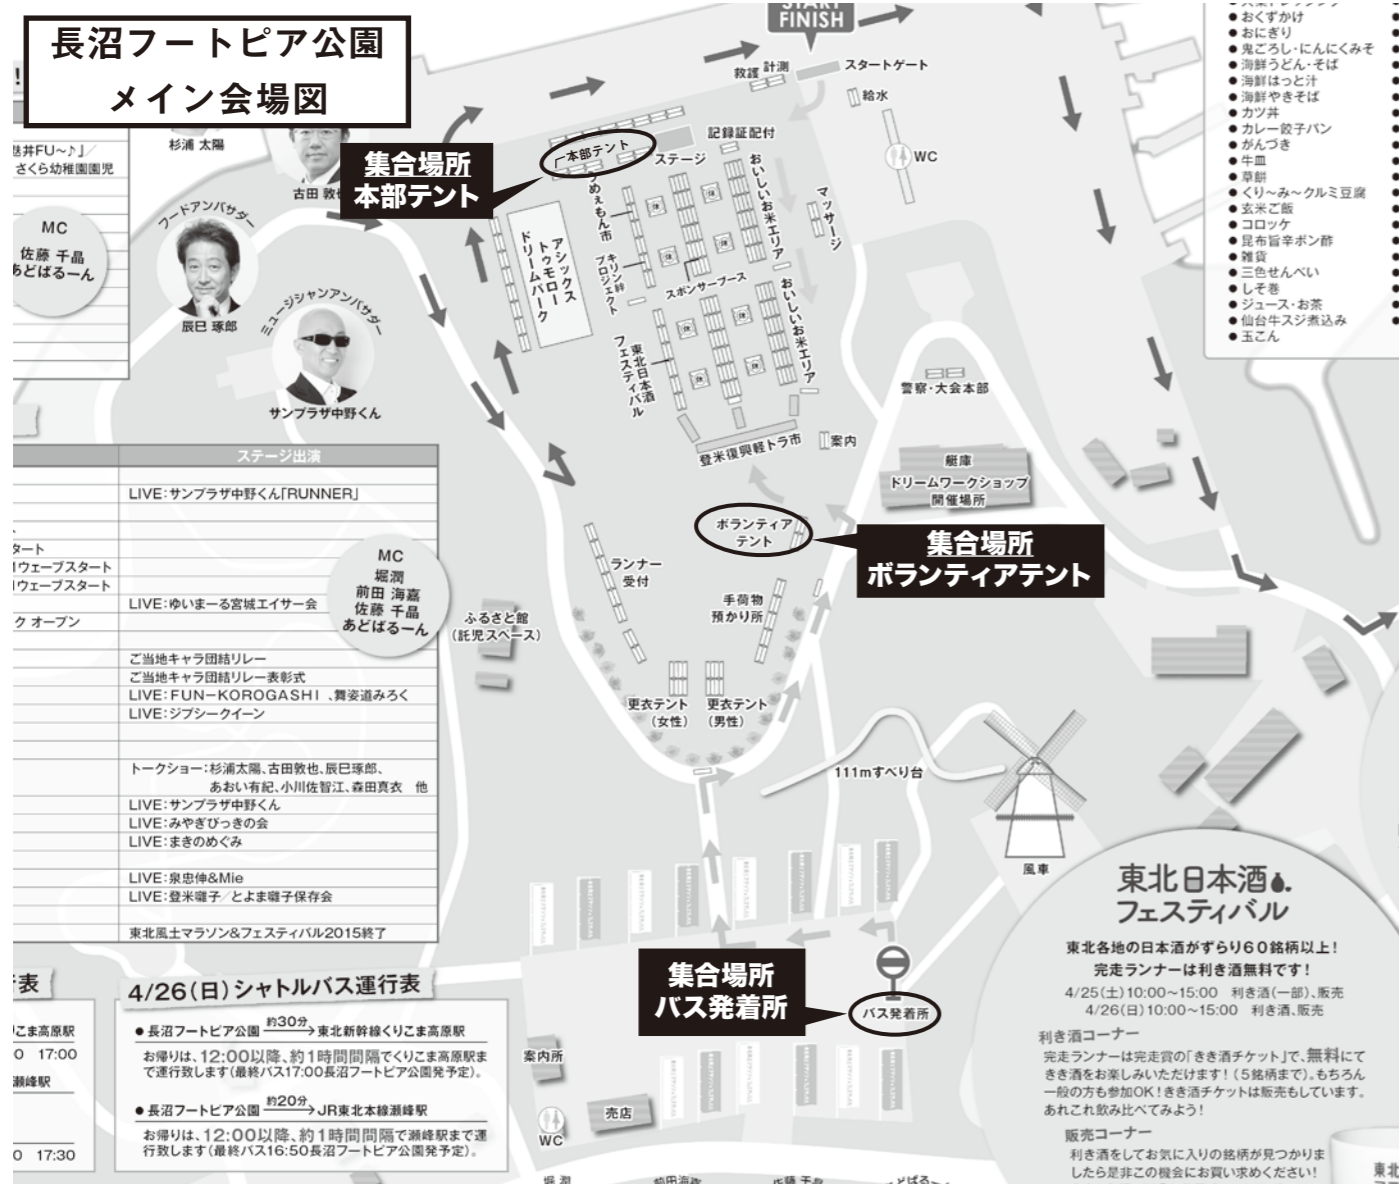 長沼フートピア公園
メイン会場図
START
FINISH
救護
計測
スタートゲート
給水
WC
記録証配付
ステージ
本部テント
集合場所
本部テント
うめぇもん市
おいしいお米エリア
マッサージ
アシックス
トゥモロー
ドリームパーク
キリン絆
プロジェクト
スポンサーブース
おいしいお米エリア
東北日本酒
フェスティバル
休
休
休
休
休
休
休
休
登米復興軽トラ市
案内
警察・大会本部
艇庫
ドリームワークショップ
開催場所
ボランティア
テント
集合場所
ボランティアテント
ランナー
受付
手荷物
預かり所
ふるさと館
(託児スペース)
更衣テント
(女性)
更衣テント
(男性)
111mすべり台
風車
集合場所
バス発着所
バス発着所
案内所
WC
売店
杉浦 太陽
古田 敦也
フードアンバサダー
辰巳 琢郎
ミュージシャンアンバサダー
サンプラザ中野くん
井FU～♪」／
さくら幼稚園園児
MC
佐藤 千晶
あどばるーん
ステージ出演
LIVE:サンプラザ中野くん「RUNNER」
タート
ウェーブスタート
ウェーブスタート
LIVE:ゆいまーる宮城エイサー会
ク オープン
MC
堀潤
前田 海嘉
佐藤 千晶
あどばるーん
ご当地キャラ団結リレー
ご当地キャラ団結リレー表彰式
LIVE:FUN-KOROGASHI 、舞姿道みろく
LIVE:ジプシークイーン
トークショー:杉浦太陽、古田敦也、辰巳琢郎、
あおい有紀、小川佐智江、森田真衣 他
LIVE:サンプラザ中野くん
LIVE:みやぎびっきの会
LIVE:まきのめぐみ
LIVE:泉忠伸&Mie
LIVE:登米囃子／とよま囃子保存会
東北風土マラソン&フェスティバル2015終了
表
こま高原駅
0 17:00
瀬峰駅
0 17:30
4/26(日)シャトルバス運行表
● 長沼フートピア公園 約30分 東北新幹線くりこま高原駅
お帰りは、12:00以降、約1時間間隔でくりこま高原駅ま
で運行致します(最終バス17:00長沼フートピア公園発予定)。
● 長沼フートピア公園 約20分 JR東北本線瀬峰駅
お帰りは、12:00以降、約1時間間隔で瀬峰駅まで運
行致します(最終バス16:50長沼フートピア公園発予定)。
● おくずかけ
● おにぎり
● 鬼ごろし・にんにくみそ
● 海鮮うどん・そば
● 海鮮はっと汁
● 海鮮やきそば
● カツ丼
● カレー餃子パン
● がんづき
● 牛皿
● 草餅
● くり～み～クルミ豆腐
● 玄米ご飯
● コロッケ
● 昆布旨辛ポン酢
● 雑貨
● 三色せんべい
● しそ巻
● ジュース・お茶
● 仙台牛スジ煮込み
● 玉こん
東北日本酒
フェスティバル
東北各地の日本酒がずらり60銘柄以上!
完走ランナーは利き酒無料です!
4/25(土)10:00～15:00 利き酒(一部)、販売
4/26(日)10:00～15:00 利き酒、販売
利き酒コーナー
完走ランナーは完走賞の「きき酒チケット」で、無料にて
きき酒をお楽しみいただけます!(5銘柄まで)。もちろん
一般の方も参加OK!きき酒チケットは販売もしています。
あれこれ飲み比べてみよう!
販売コーナー
利き酒をしてお気に入りの銘柄が見つかりま
したら是非この機会にお買い求めください!
東北